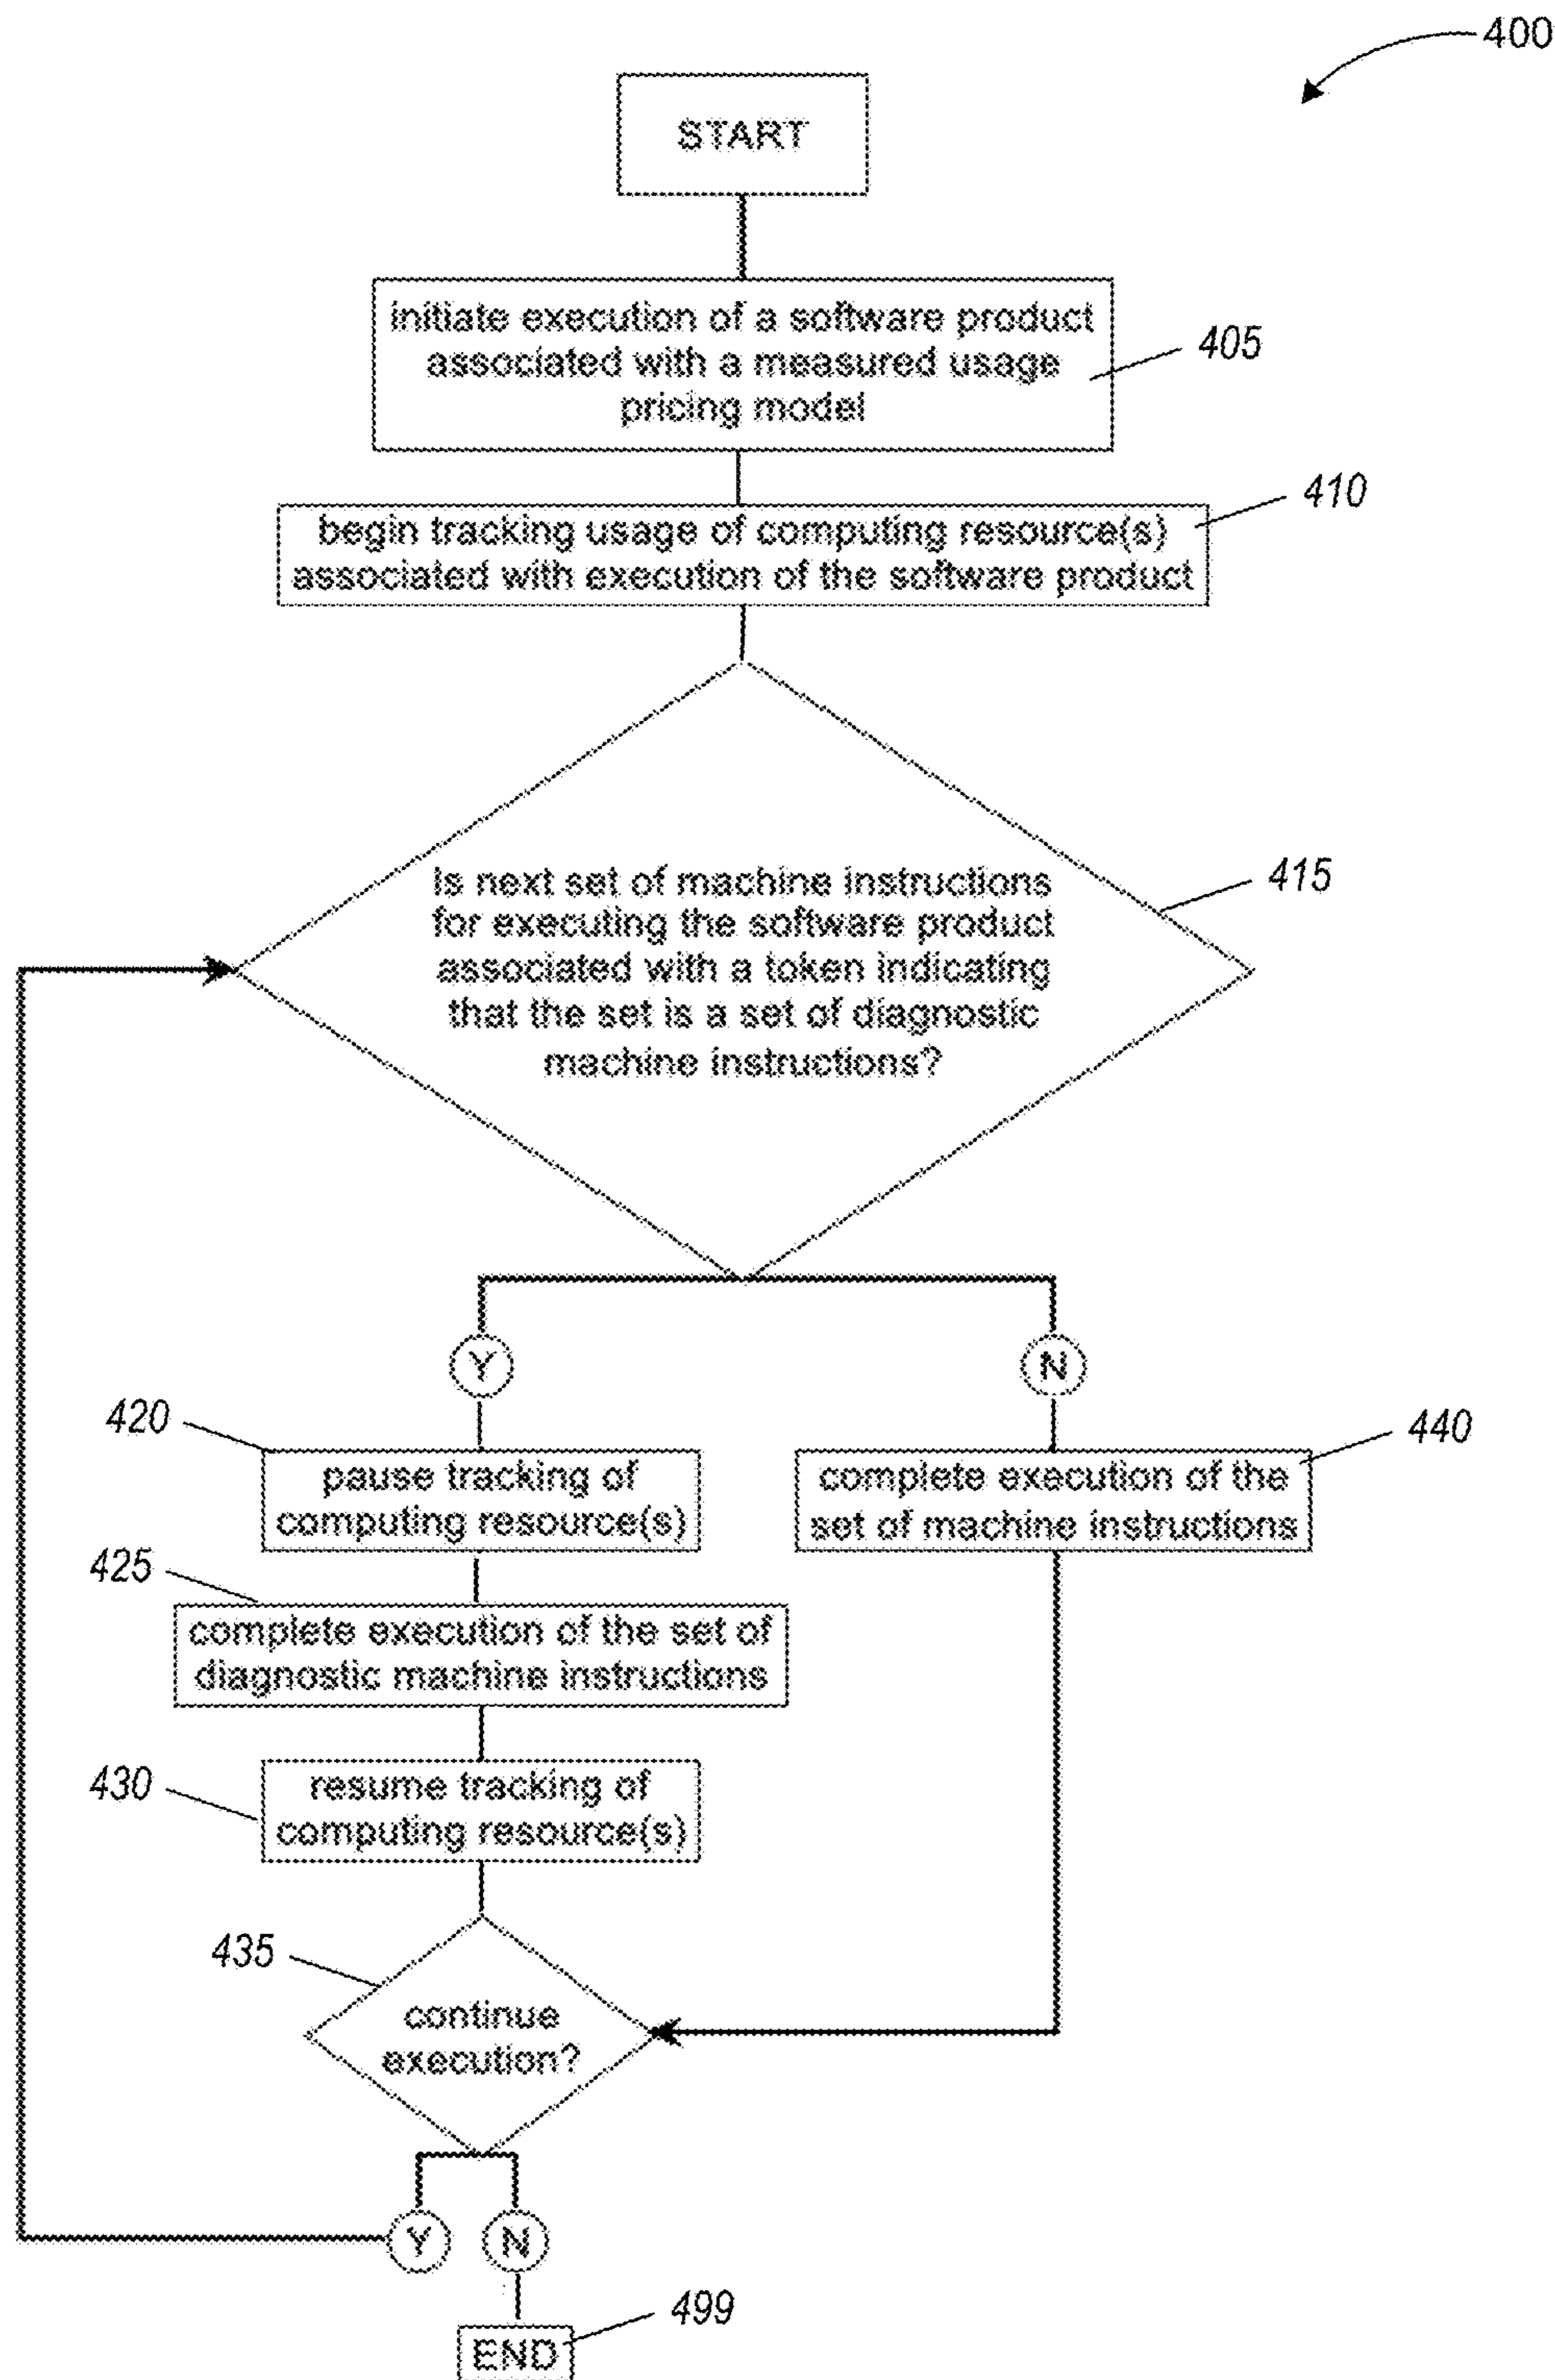 400
START
initiate execution of a software product
associated with a measured usage
pricing model
405
410
begin tracking usage of computing resource(s)
associated with execution of the software product
415
Is next set of machine instructions
for executing the software product
associated with a token indicating
that the set is a set of diagnostic
machine instructions?
Y
N
420
pause tracking of
computing resource(s)
440
complete execution of the
set of machine instructions
425
complete execution of the set of
diagnostic machine instructions
430
resume tracking of
computing resource(s)
435
continue
execution?
Y
N
499
END